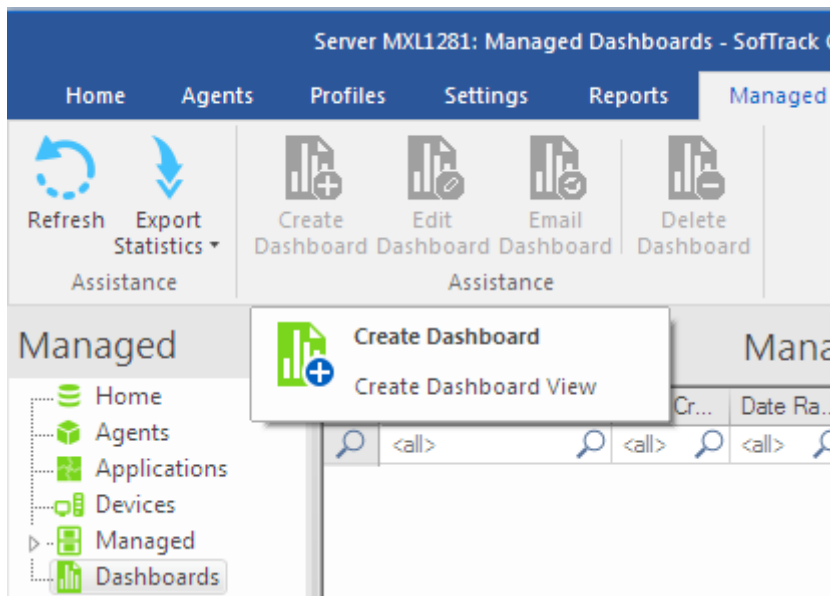 Server MXL1281: Managed Dashboards - SofTrack
Home Agents Profiles Settings Reports Managed
Refresh Export Create Edit Email Delete
Statistics Dashboard Dashboard Dashboard Dashboard
Assistance Assistance
Managed
Create Dashboard
Create Dashboard View
Mana
Cr... Date Ra..
<all> <all> <all>
Home
Agents
Applications
Devices
Managed
Dashboards